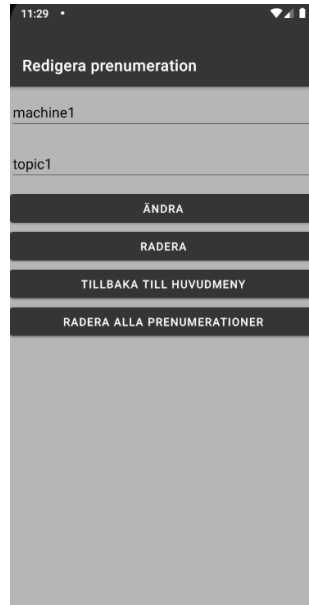 11:29
Redigera prenumeration
machine1
topic1
ÄNDRA
RADERA
TILLBAKA TILL HUVUDMENY
RADERA ALLA PRENUMERATIONER